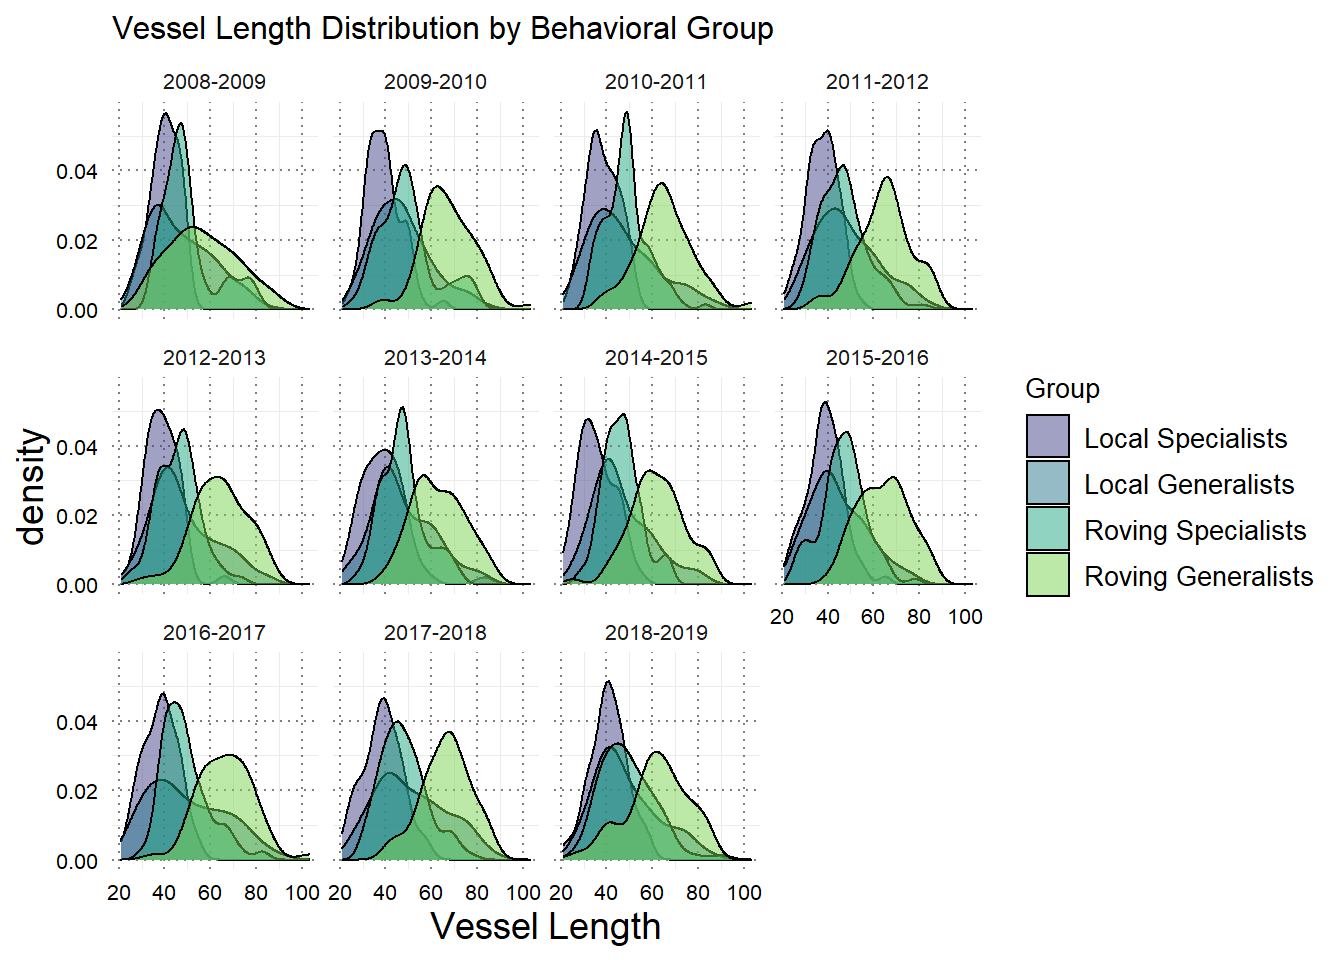 Vessel Length Distribution by Behavioral Group
2008-2009 2009-2010 2010-2011 2011-2012
0.04
0.02
0.00
2012-2013 2013-2014 2014-2015 2015-2016
0.04
0.02
0.00
20 40 60 80 100
2016-2017 2017-2018 2018-2019
0.04
0.02
0.00
20 40 60 80 100 20 40 60 80 100 20 40 60 80 100
density
Vessel Length
Group
Local Specialists
Local Generalists
Roving Specialists
Roving Generalists